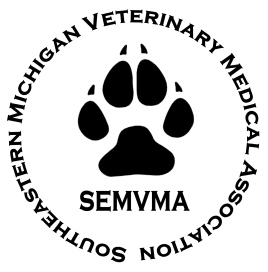 Southeastern Michigan Veterinary Medical Association
SEMVMA